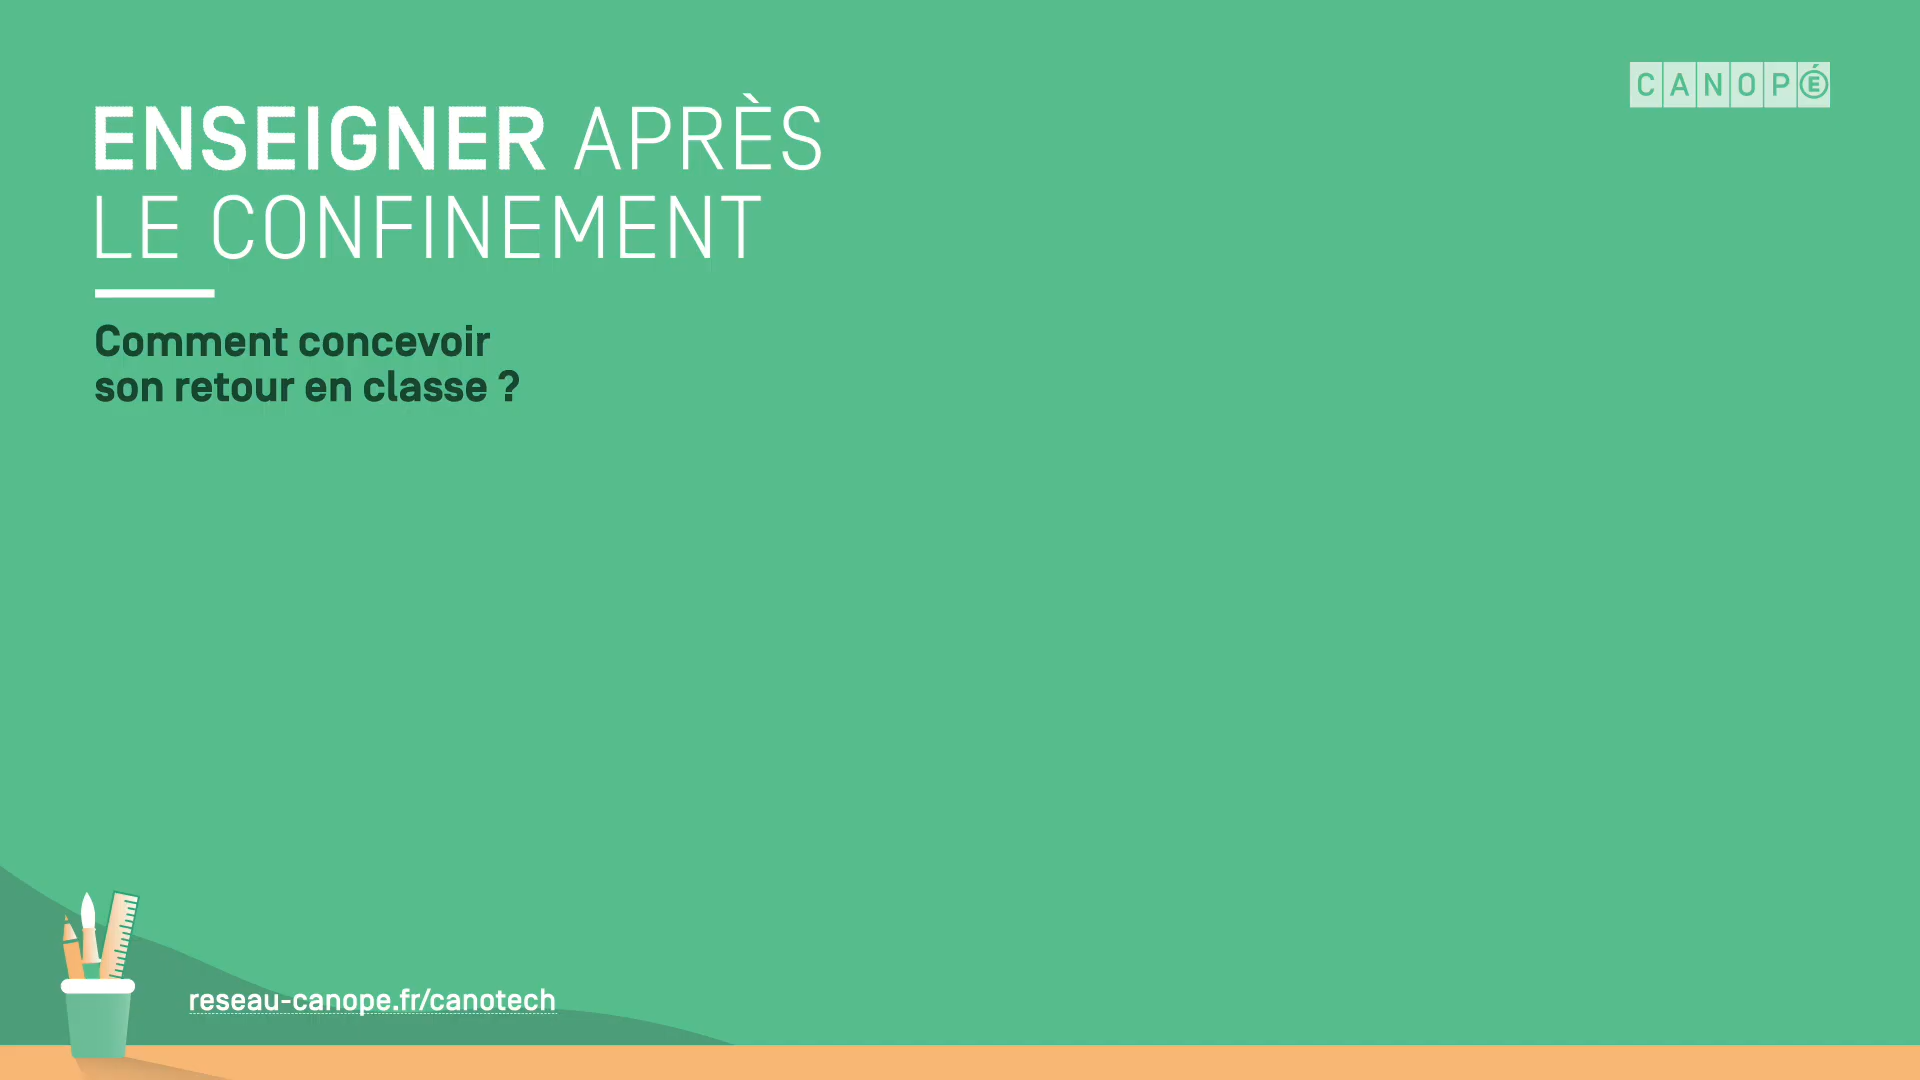 CANOPÉ
ENSEIGNER APRÈS
LE CONFINEMENT
Comment concevoir
son retour en classe ?
reseau-canope.fr/canotech